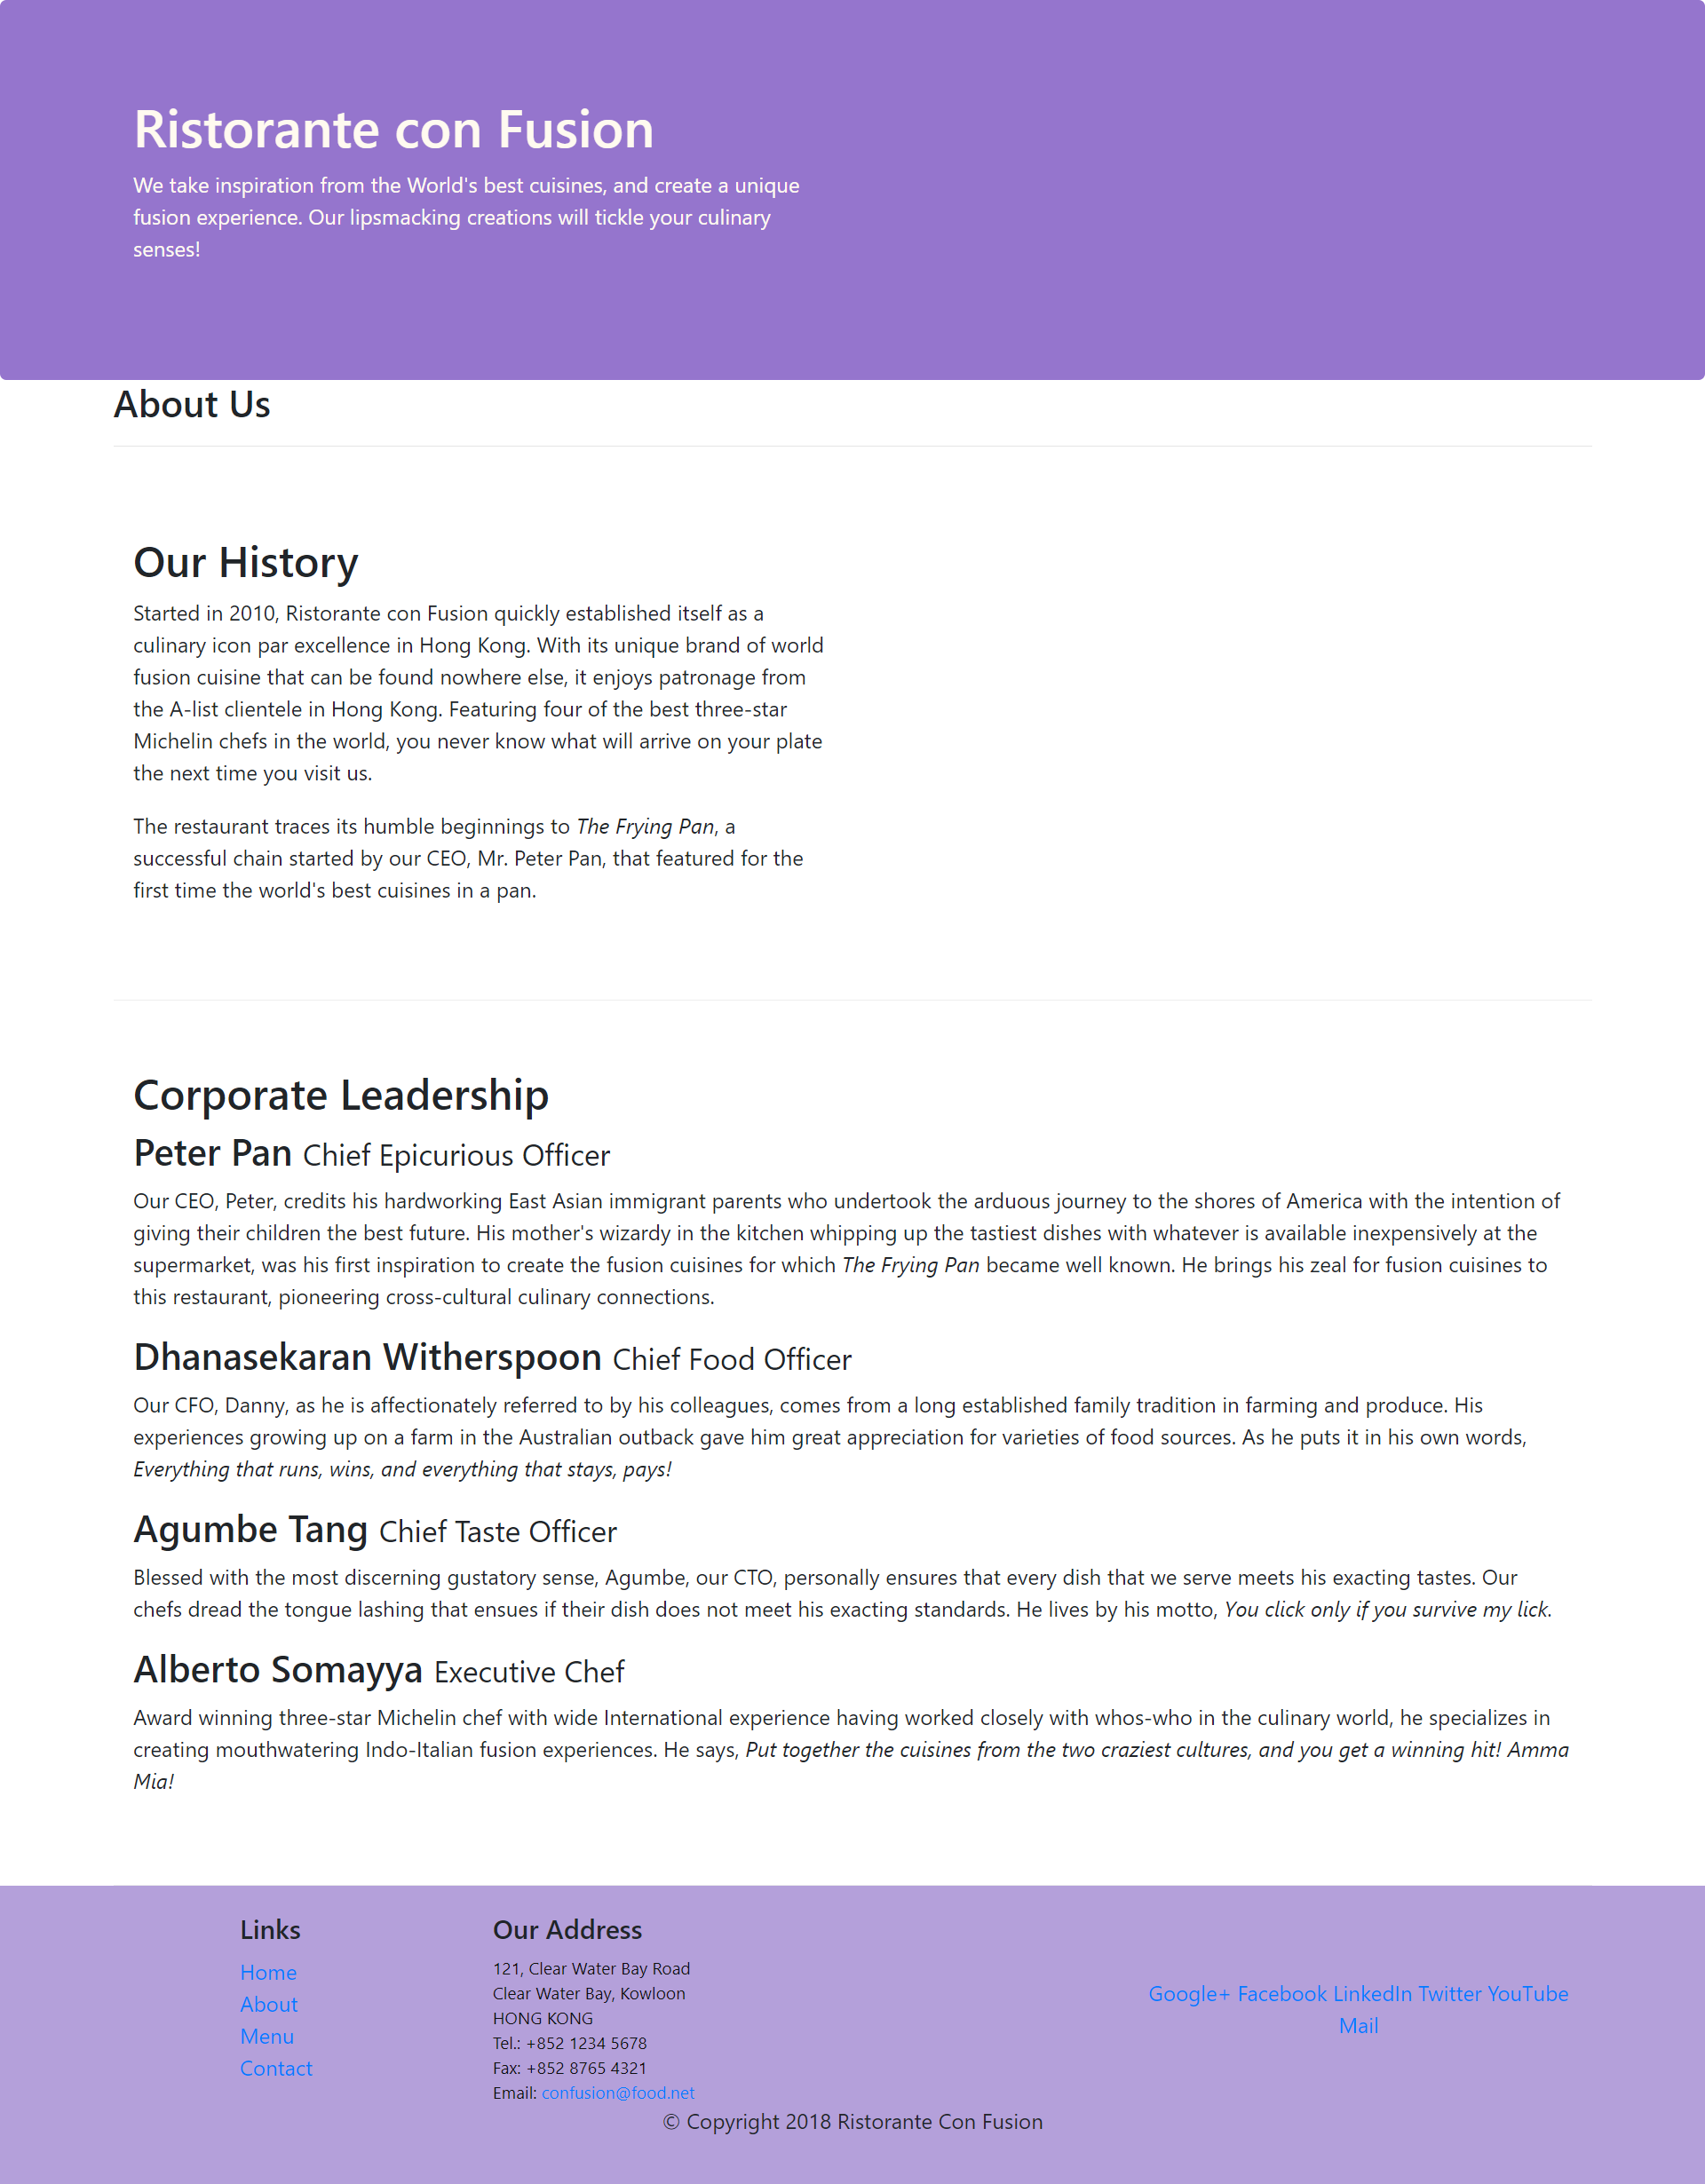 Ristorante con Fusion
We take inspiration from the World's best cuisines, and create a unique
fusion experience. Our lipsmacking creations will tickle your culinary
senses!
About Us
Our History
Started in 2010, Ristorante con Fusion quickly established itself as a
culinary icon par excellence in Hong Kong. With its unique brand of world
fusion cuisine that can be found nowhere else, it enjoys patronage from
the A-list clientele in Hong Kong. Featuring four of the best three-star
Michelin chefs in the world, you never know what will arrive on your plate
the next time you visit us.
The restaurant traces its humble beginnings to The Frying Pan, a
successful chain started by our CEO, Mr. Peter Pan, that featured for the
first time the world's best cuisines in a pan.
Corporate Leadership
Peter Pan Chief Epicurious Officer
Our CEO, Peter, credits his hardworking East Asian immigrant parents who undertook the arduous journey to the shores of America with the intention of
giving their children the best future. His mother's wizardy in the kitchen whipping up the tastiest dishes with whatever is available inexpensively at the
supermarket, was his first inspiration to create the fusion cuisines for which The Frying Pan became well known. He brings his zeal for fusion cuisines to
this restaurant, pioneering cross-cultural culinary connections.
Dhanasekaran Witherspoon Chief Food Officer
Our CFO, Danny, as he is affectionately referred to by his colleagues, comes from a long established family tradition in farming and produce. His
experiences growing up on a farm in the Australian outback gave him great appreciation for varieties of food sources. As he puts it in his own words,
Everything that runs, wins, and everything that stays, pays!
Agumbe Tang Chief Taste Officer
Blessed with the most discerning gustatory sense, Agumbe, our CTO, personally ensures that every dish that we serve meets his exacting tastes. Our
chefs dread the tongue lashing that ensues if their dish does not meet his exacting standards. He lives by his motto, You click only if you survive my lick.
Alberto Somayya Executive Chef
Award winning three-star Michelin chef with wide International experience having worked closely with whos-who in the culinary world, he specializes in
creating mouthwatering Indo-Italian fusion experiences. He says, Put together the cuisines from the two craziest cultures, and you get a winning hit! Amma
Mia!
Links
Home
About
Menu
Contact
Our Address
121, Clear Water Bay Road
Clear Water Bay, Kowloon
HONG KONG
Tel.: +852 1234 5678
Fax: +852 8765 4321
Email: confusion@food.net
Google+ Facebook LinkedIn Twitter YouTube
Mail
© Copyright 2018 Ristorante Con Fusion